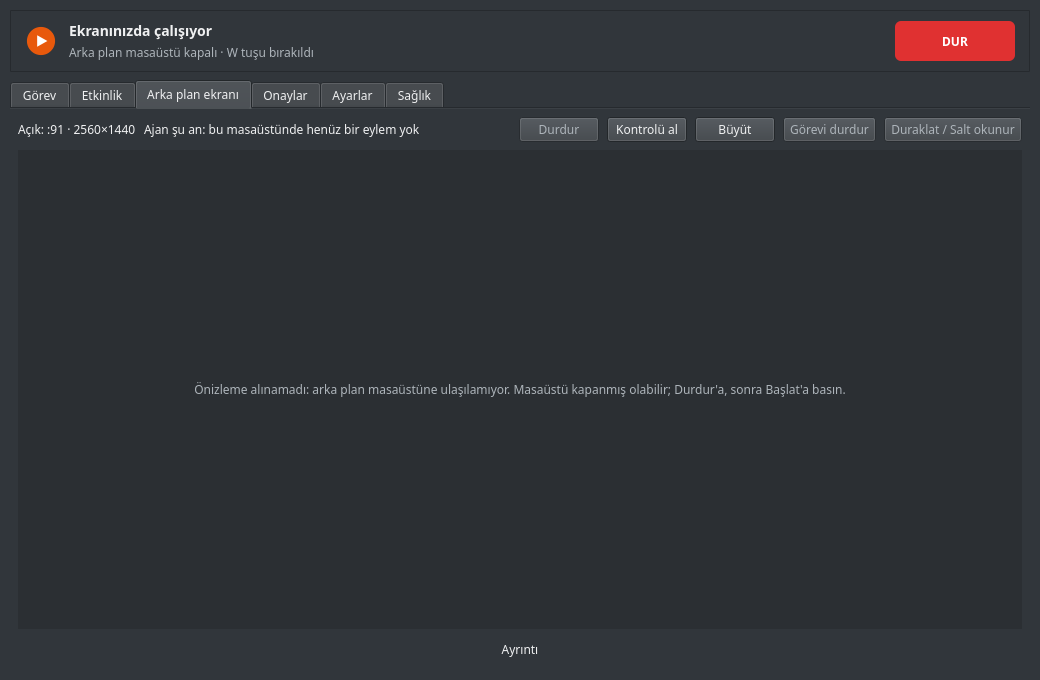 Ekranınızda çalışıyor
Arka plan masaüstü kapalı · W tuşu bırakıldı
DUR
Görev
Etkinlik
Arka plan ekranı
Onaylar
Ayarlar
Sağlık
Açık: :91 · 2560×1440 Ajan şu an: bu masaüstünde henüz bir eylem yok
Durdur
Kontrolü al
Büyüt
Görevi durdur
Duraklat / Salt okunur
Önizleme alınamadı: arka plan masaüstüne ulaşılamıyor. Masaüstü kapanmış olabilir; Durdur'a, sonra Başlat'a basın.
Ayrıntı